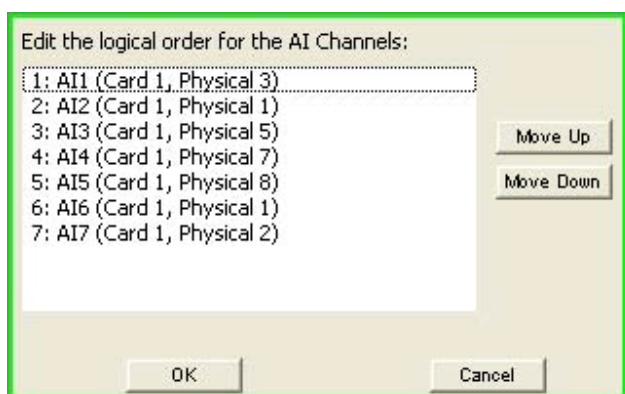 Edit the logical order for the AI Channels:
1: AI1 (Card 1, Physical 3)
2: AI2 (Card 1, Physical 1)
3: AI3 (Card 1, Physical 5)
4: AI4 (Card 1, Physical 7)
5: AI5 (Card 1, Physical 8)
6: AI6 (Card 1, Physical 1)
7: AI7 (Card 1, Physical 2)
Move Up
Move Down
OK
Cancel